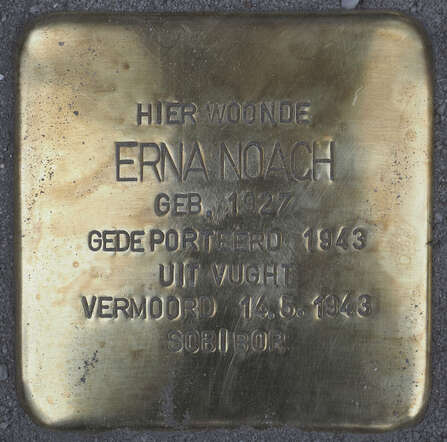 HIER WOONDE
ERNA NOACH
GEB. 1927
GEDEPORTEERD 1943
UIT VUGHT
VERMOORD 14.5.1943
SOBIBOR